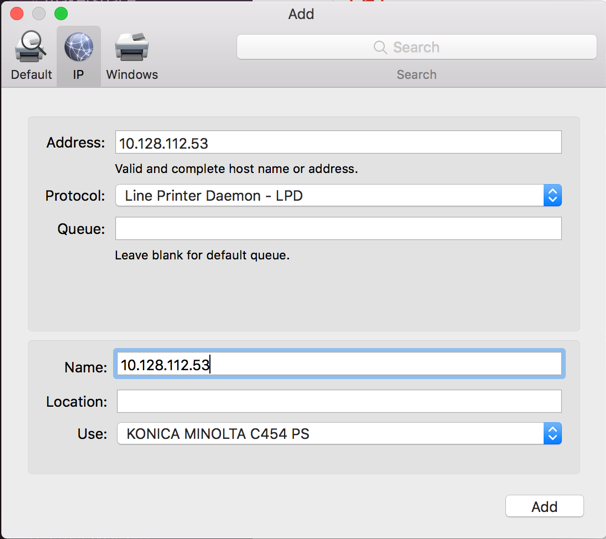 Add
Default IP Windows
Search
Search
Address: 10.128.112.53
Valid and complete host name or address.
Protocol: Line Printer Daemon - LPD
Queue:
Leave blank for default queue.
Name: 10.128.112.53
Location:
Use: KONICA MINOLTA C454 PS
Add